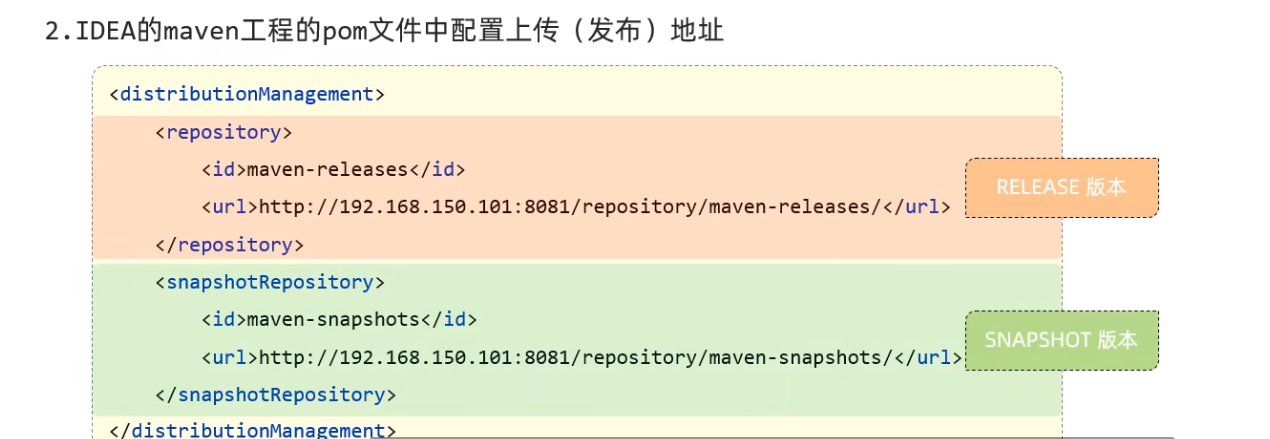 2.IDEA的maven工程的pom文件中配置上传（发布）地址
<distributionManagement>
<repository>
<id>maven-releases</id>
<url>http://192.168.150.101:8081/repository/maven-releases/</url>
RELEASE 版本
</repository>
<snapshotRepository>
<id>maven-snapshots</id>
<url>http://192.168.150.101:8081/repository/maven-snapshots/</url>
SNAPSHOT 版本
</snapshotRepository>
</distributionManagement>